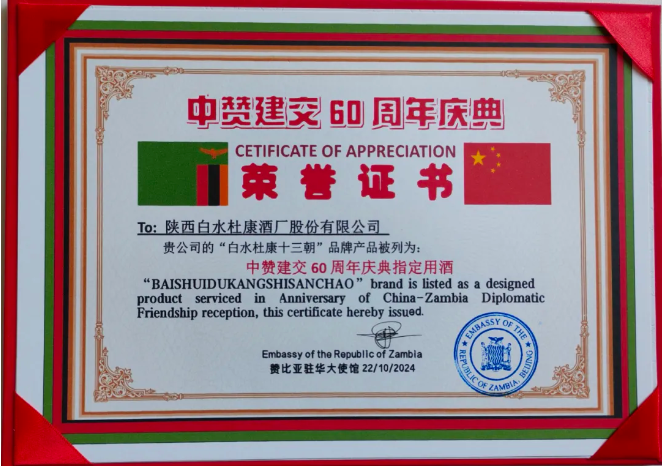 中赞建交60周年庆典
CETIFICATE OF APPRECIATION
荣誉证书
To: 陕西白水杜康酒厂股份有限公司
贵公司的“白水杜康十三朝”品牌产品被列为:
中赞建交60周年庆典指定用酒
“BAISHUIDUKANGSHISANCHAO” brand is listed as a designed
product serviced in Anniversary of China-Zambia Diplomatic
Friendship reception, this certificate hereby issued.
Embassy of the Republic of Zambia
赞比亚驻华大使馆 22/10/2024
EMBASSY OF THE
REPUBLIC OF ZAMBIA, BEIJING